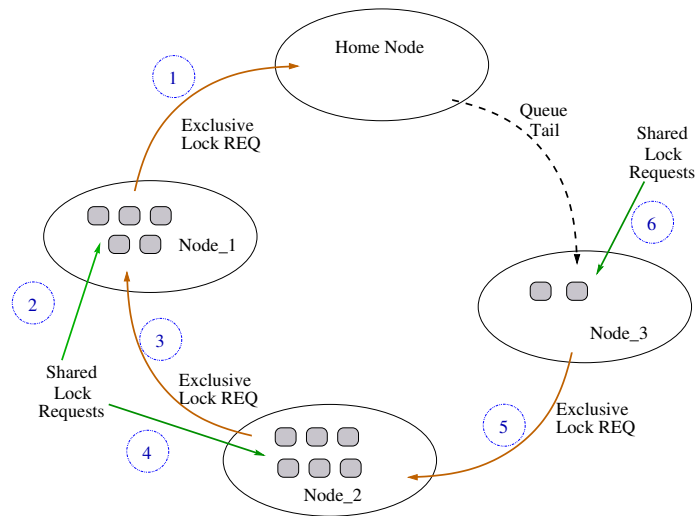 Home Node
1
Queue
Tail
Exclusive
Lock REQ
Shared
Lock
Requests
6
Node_1
2
3
Node_3
Shared
Lock
Requests
Exclusive
Lock REQ
4
5
Exclusive
Lock REQ
Node_2